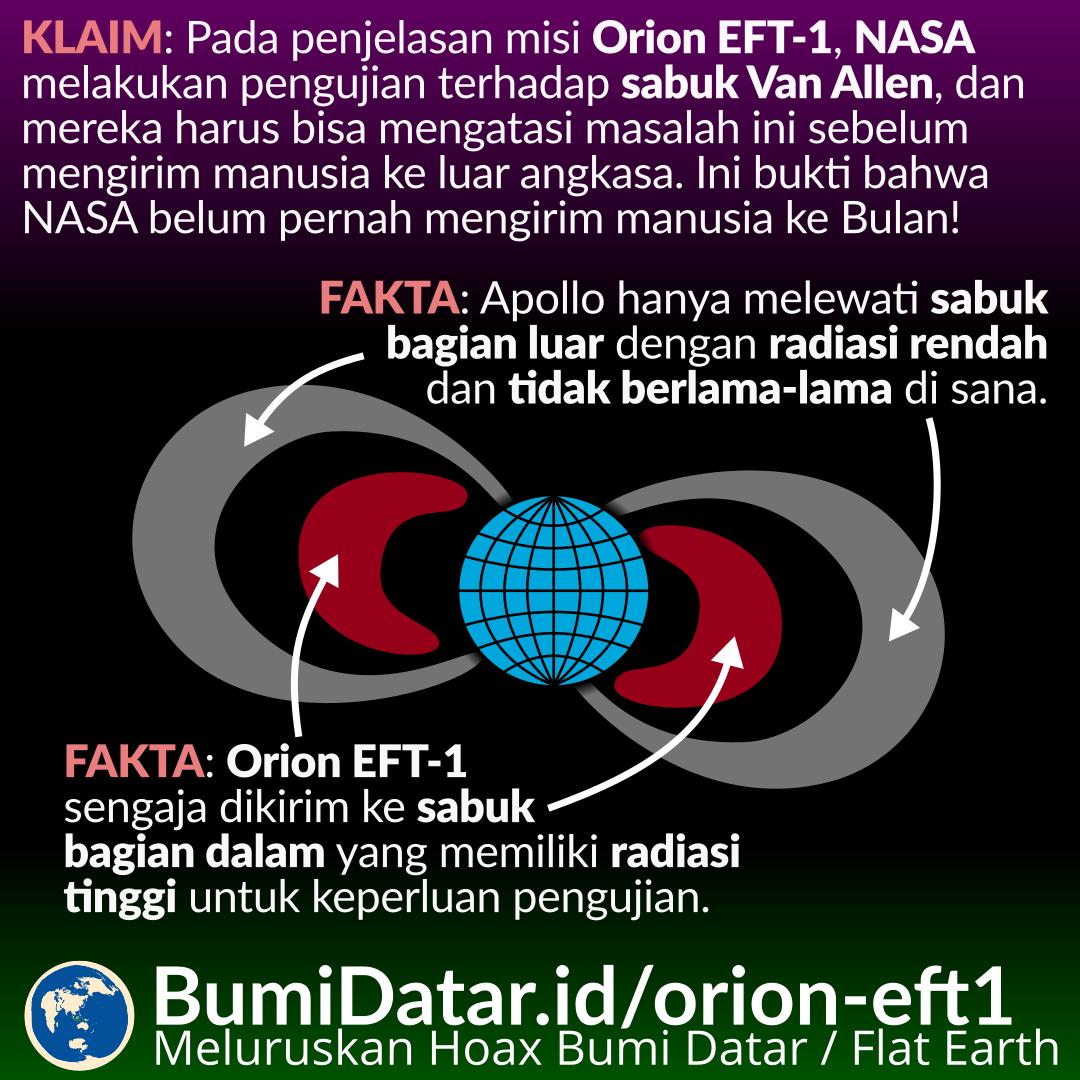 KLAIM: Pada penjelasan misi Orion EFT-1, NASA
melakukan pengujian terhadap sabuk Van Allen, dan
mereka harus bisa mengatasi masalah ini sebelum
mengirim manusia ke luar angkasa. Ini bukti bahwa
NASA belum pernah mengirim manusia ke Bulan!
FAKTA: Apollo hanya melewati sabuk
bagian luar dengan radiasi rendah
dan tidak berlama-lama di sana.
FAKTA: Orion EFT-1
sengaja dikirim ke sabuk
bagian dalam yang memiliki radiasi
tinggi untuk keperluan pengujian.
BumiDatar.id/orion-eft1
Meluruskan Hoax Bumi Datar / Flat Earth